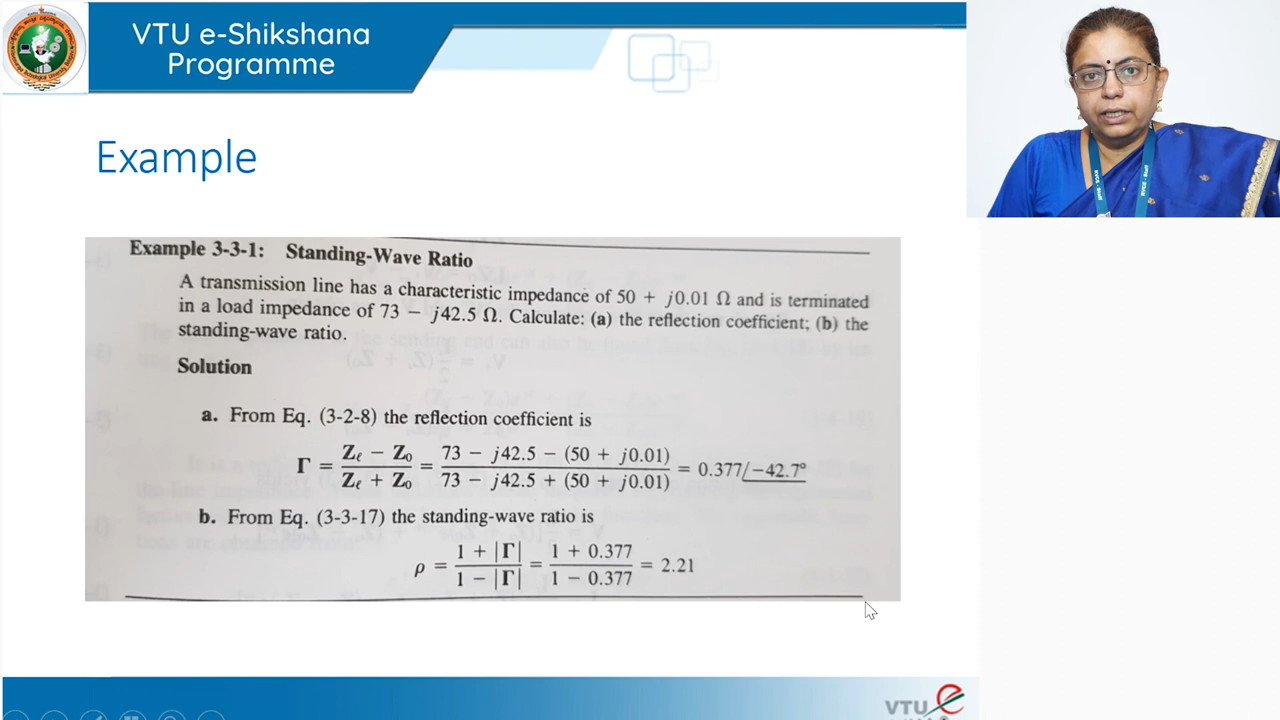 VTU e-Shikshana
Programme
Example
Example 3-3-1: Standing-Wave Ratio
A transmission line has a characteristic impedance of 50 + j0.01 Ω and is terminated
in a load impedance of 73 − j42.5 Ω. Calculate: (a) the reflection coefficient; (b) the
standing-wave ratio.
Solution
a. From Eq. (3-2-8) the reflection coefficient is
Γ = (Zℓ − Z₀)/(Zℓ + Z₀) = (73 − j42.5 − (50 + j0.01))/(73 − j42.5 + (50 + j0.01)) = 0.377/−42.7°
b. From Eq. (3-3-17) the standing-wave ratio is
ρ = (1 + |Γ|)/(1 − |Γ|) = (1 + 0.377)/(1 − 0.377) = 2.21
VTU